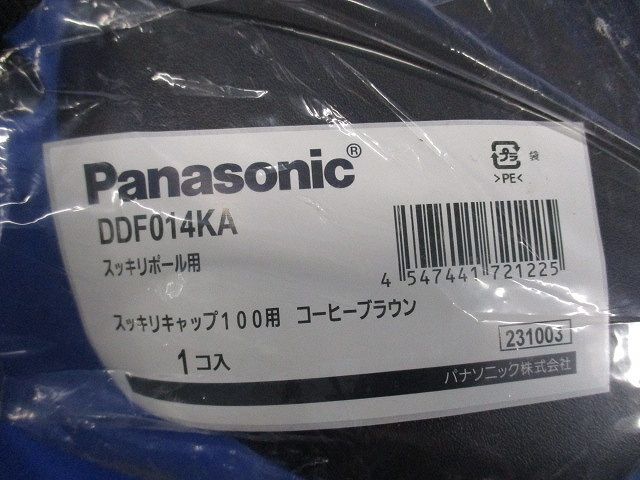 Panasonic®
プラ 袋
>PE<
DDF014KA
スッキリポール用
4 547441 721225
スッキリキャップ100用 コーヒーブラウン
231003
1コ入
パナソニック株式会社